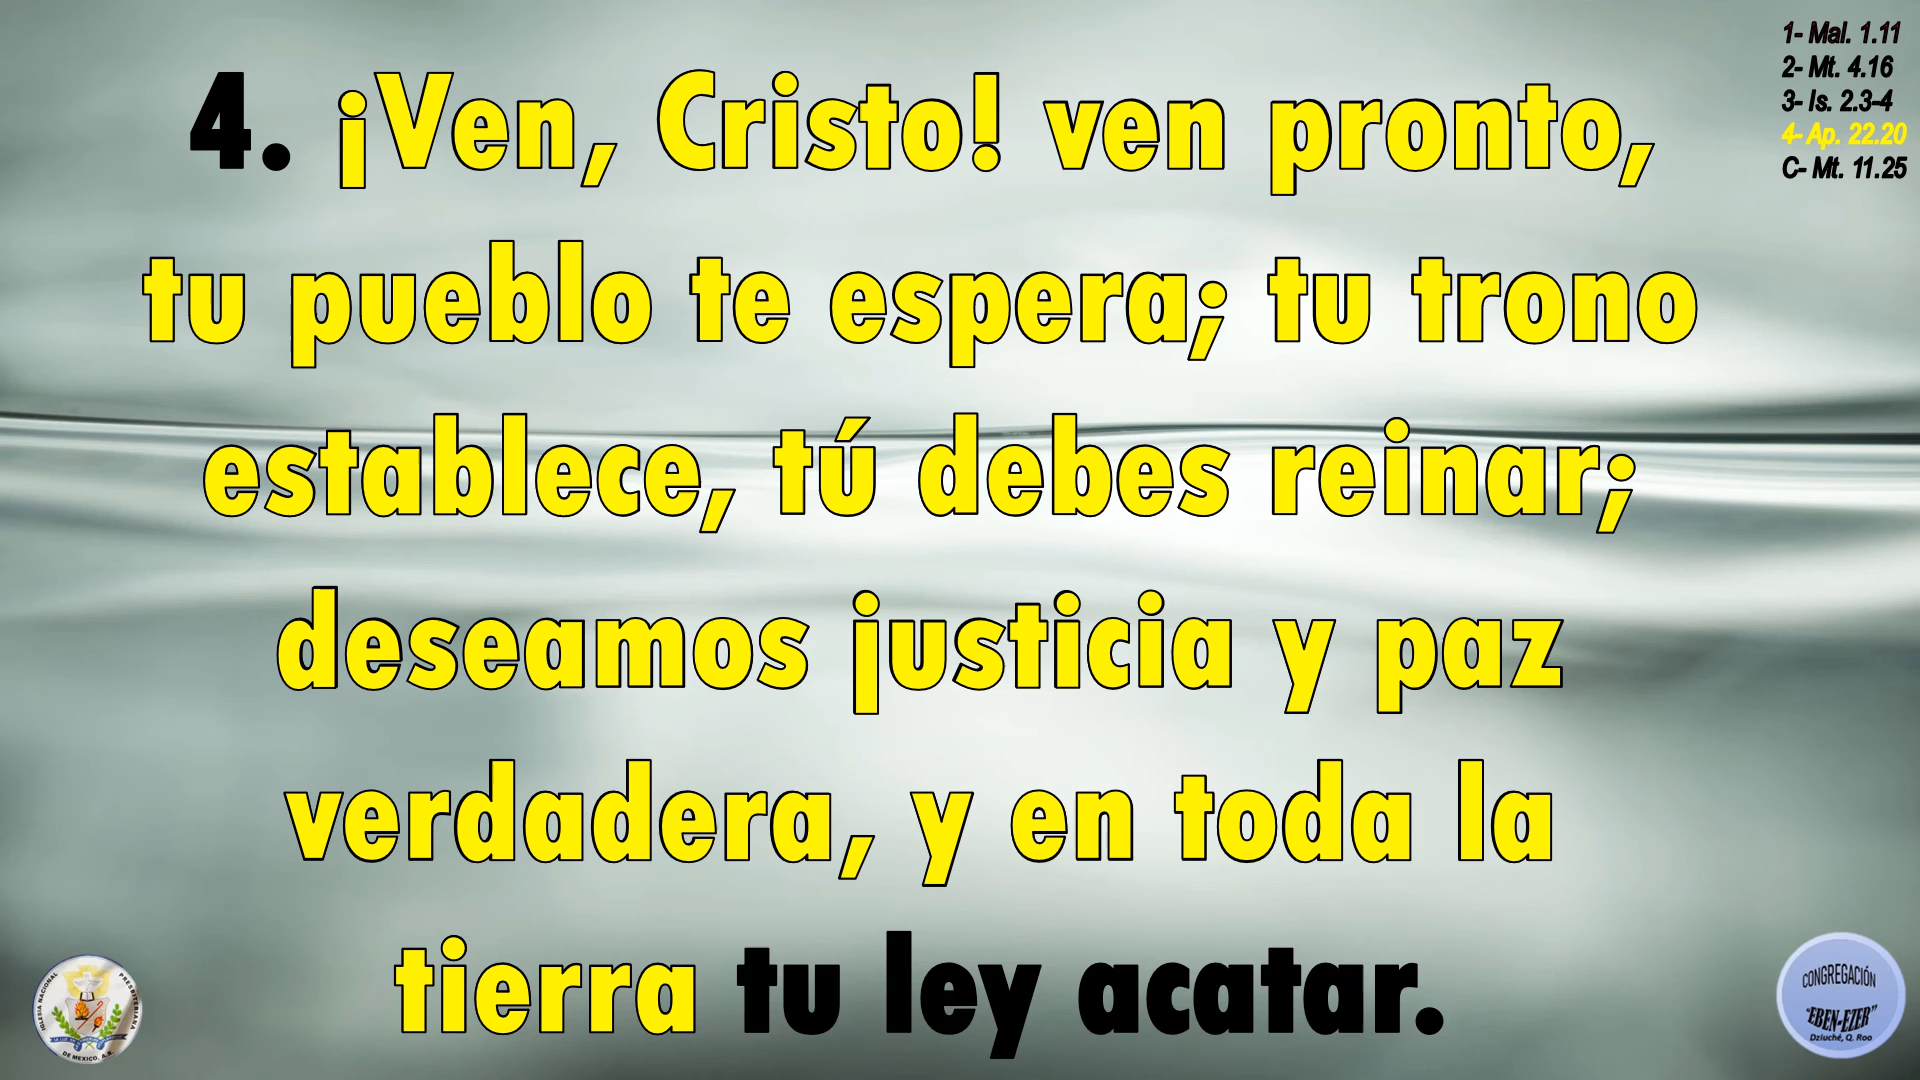 1- Mal. 1.11
2- Mt. 4.16
3- Is. 2.3-4
4- Ap. 22.20
C- Mt. 11.25
4. ¡Ven, Cristo! ven pronto,
tu pueblo te espera; tu trono
establece, tú debes reinar;
deseamos justicia y paz
verdadera, y en toda la
tierra tu ley acatar.
IGLESIA NACIONAL PRESBITERIANA
DE MEXICO, A.R.
CONGREGACIÓN
"EBEN-EZER"
Dziuché, Q. Roo